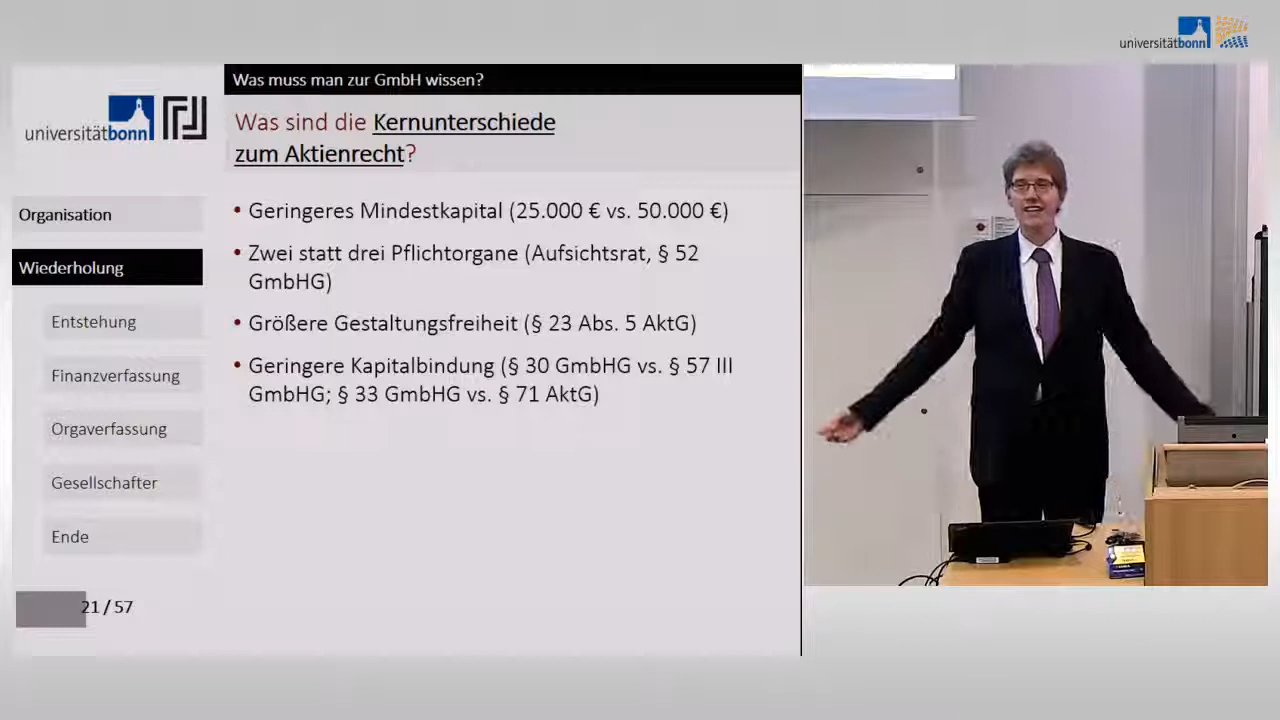 universitätbonn
Was muss man zur GmbH wissen?
universitätbonn
Was sind die Kernunterschiede
zum Aktienrecht?
Organisation
Wiederholung
Entstehung
Finanzverfassung
Orgaverfassung
Gesellschafter
Ende
21 / 57
• Geringeres Mindestkapital (25.000 € vs. 50.000 €)
• Zwei statt drei Pflichtorgane (Aufsichtsrat, § 52
GmbHG)
• Größere Gestaltungsfreiheit (§ 23 Abs. 5 AktG)
• Geringere Kapitalbindung (§ 30 GmbHG vs. § 57 III
GmbHG; § 33 GmbHG vs. § 71 AktG)